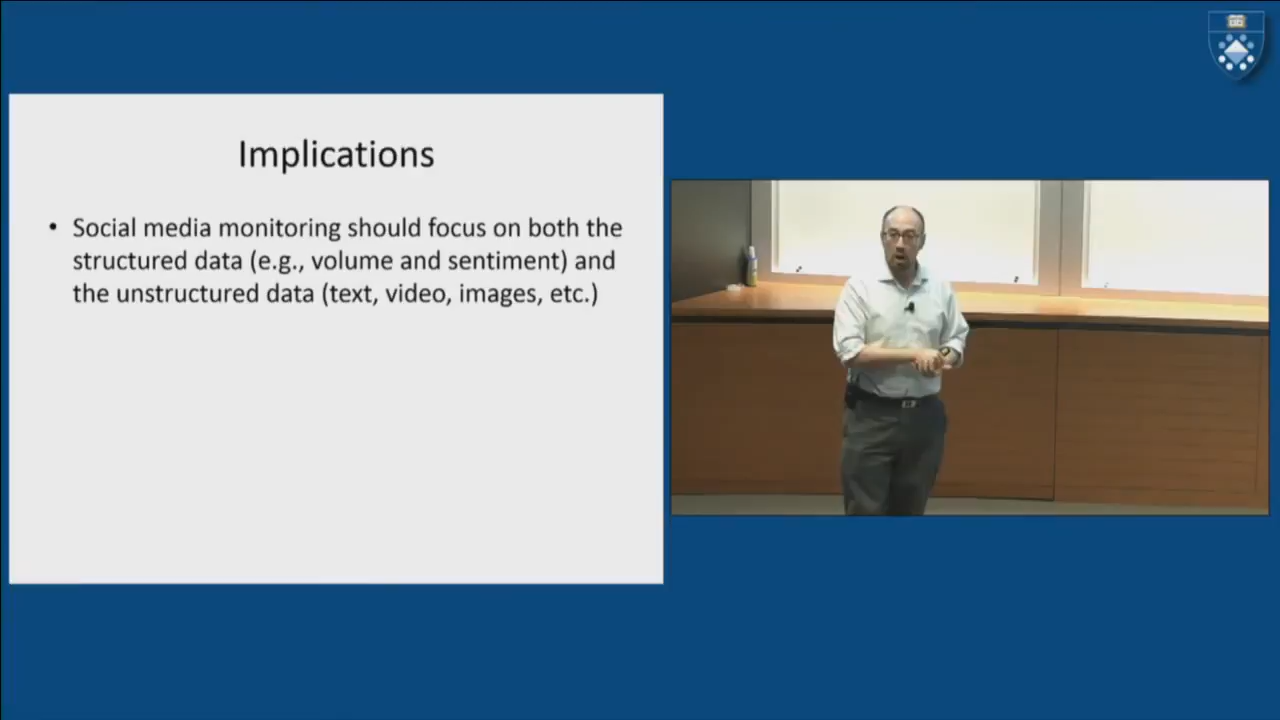 Implications
• Social media monitoring should focus on both the
structured data (e.g., volume and sentiment) and
the unstructured data (text, video, images, etc.)